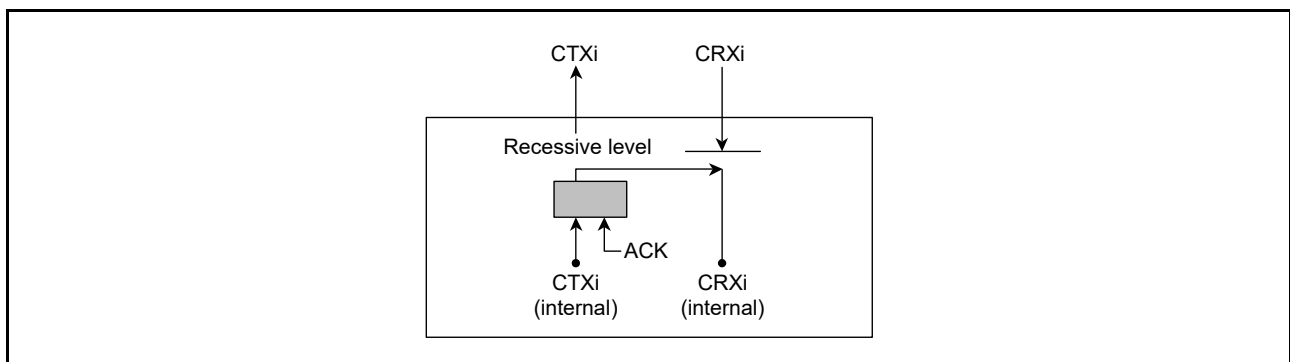 CTXi CRXi
Recessive level
ACK
CTXi CRXi
(internal) (internal)